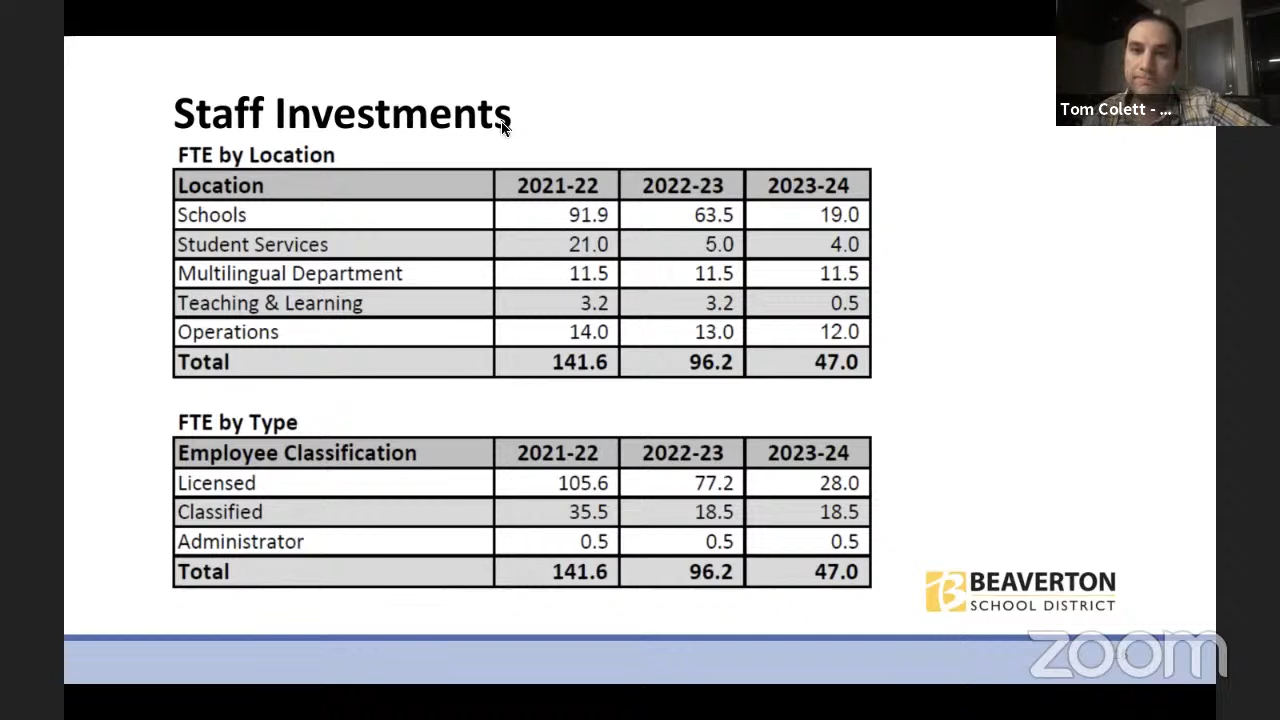 Tom Colett - ...
Staff Investments
FTE by Location
Location 2021-22 2022-23 2023-24
Schools 91.9 63.5 19.0
Student Services 21.0 5.0 4.0
Multilingual Department 11.5 11.5 11.5
Teaching & Learning 3.2 3.2 0.5
Operations 14.0 13.0 12.0
Total 141.6 96.2 47.0
FTE by Type
Employee Classification 2021-22 2022-23 2023-24
Licensed 105.6 77.2 28.0
Classified 35.5 18.5 18.5
Administrator 0.5 0.5 0.5
Total 141.6 96.2 47.0
BEAVERTON
SCHOOL DISTRICT
zoom